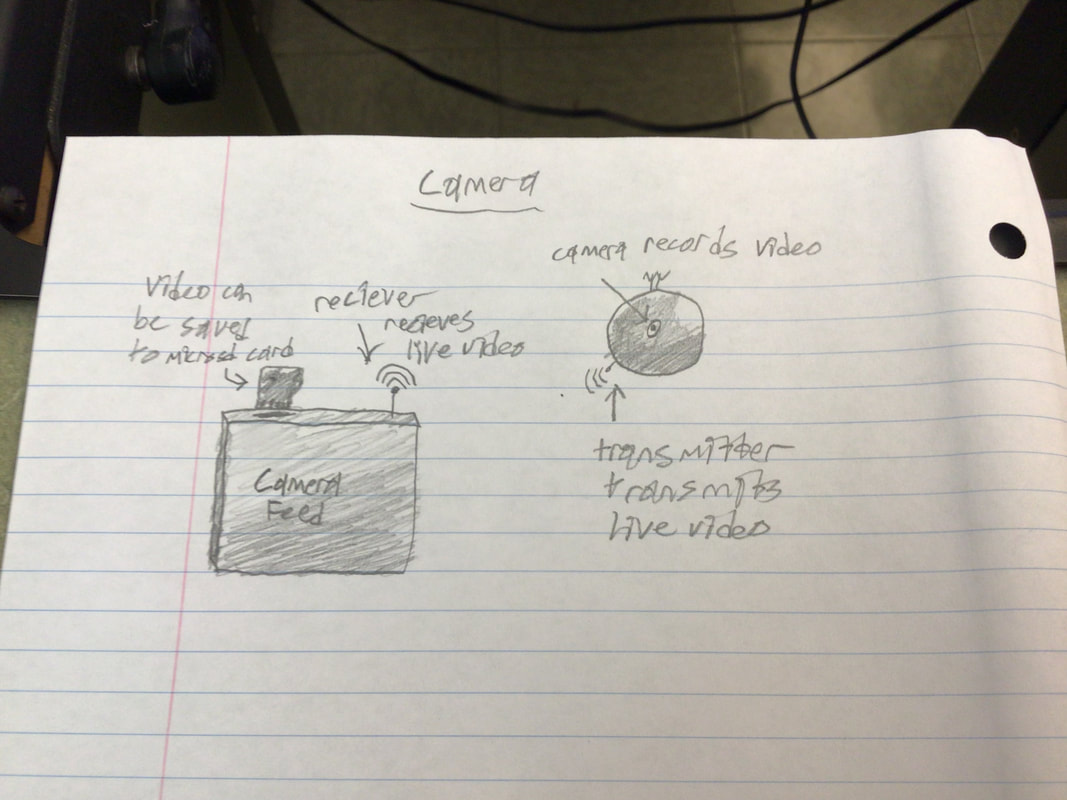 Camera
camera records video
Video can
be saved
to microsd card
reciever
recieves
live video
Camera
Feed
transmitter
transmits
live video